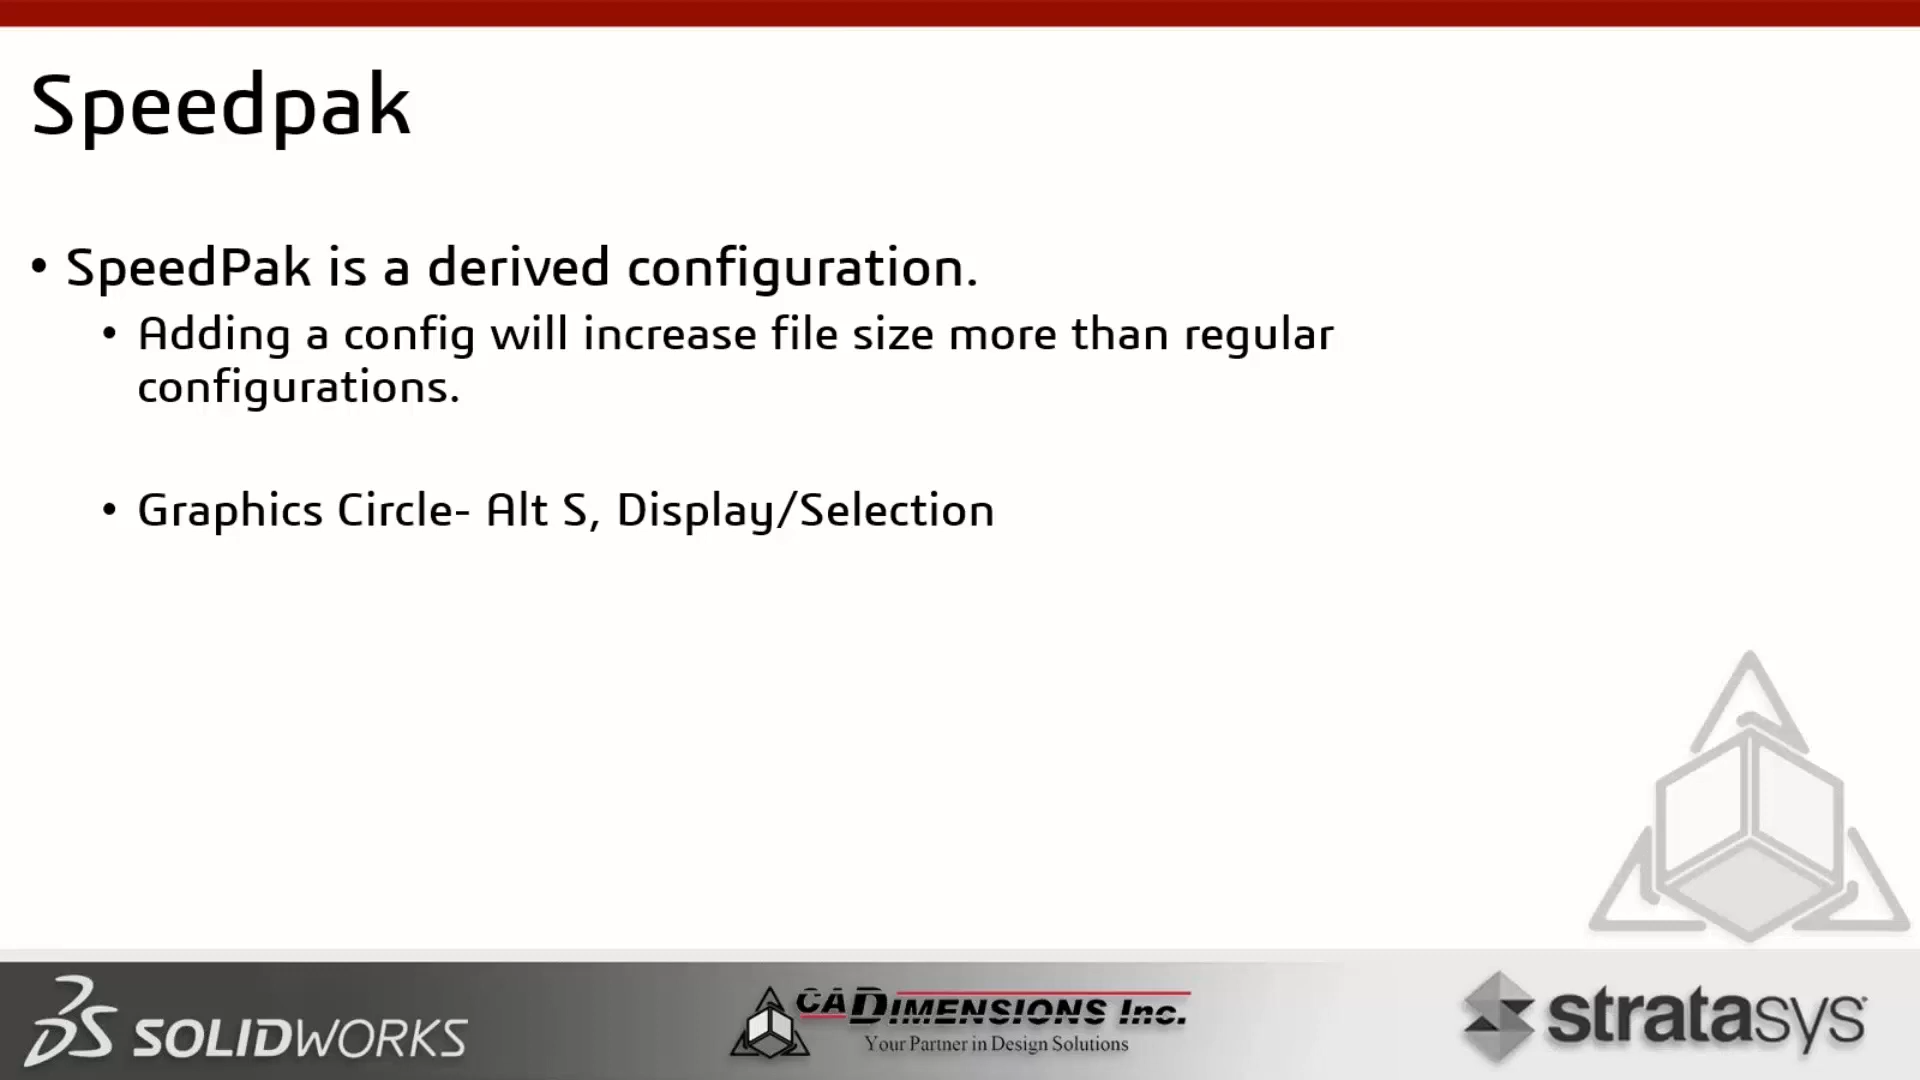 Speedpak
• SpeedPak is a derived configuration.
• Adding a config will increase file size more than regular
configurations.
• Graphics Circle- Alt S, Display/Selection
3DS SOLIDWORKS
CADIMENSIONS Inc.
Your Partner in Design Solutions
stratasys